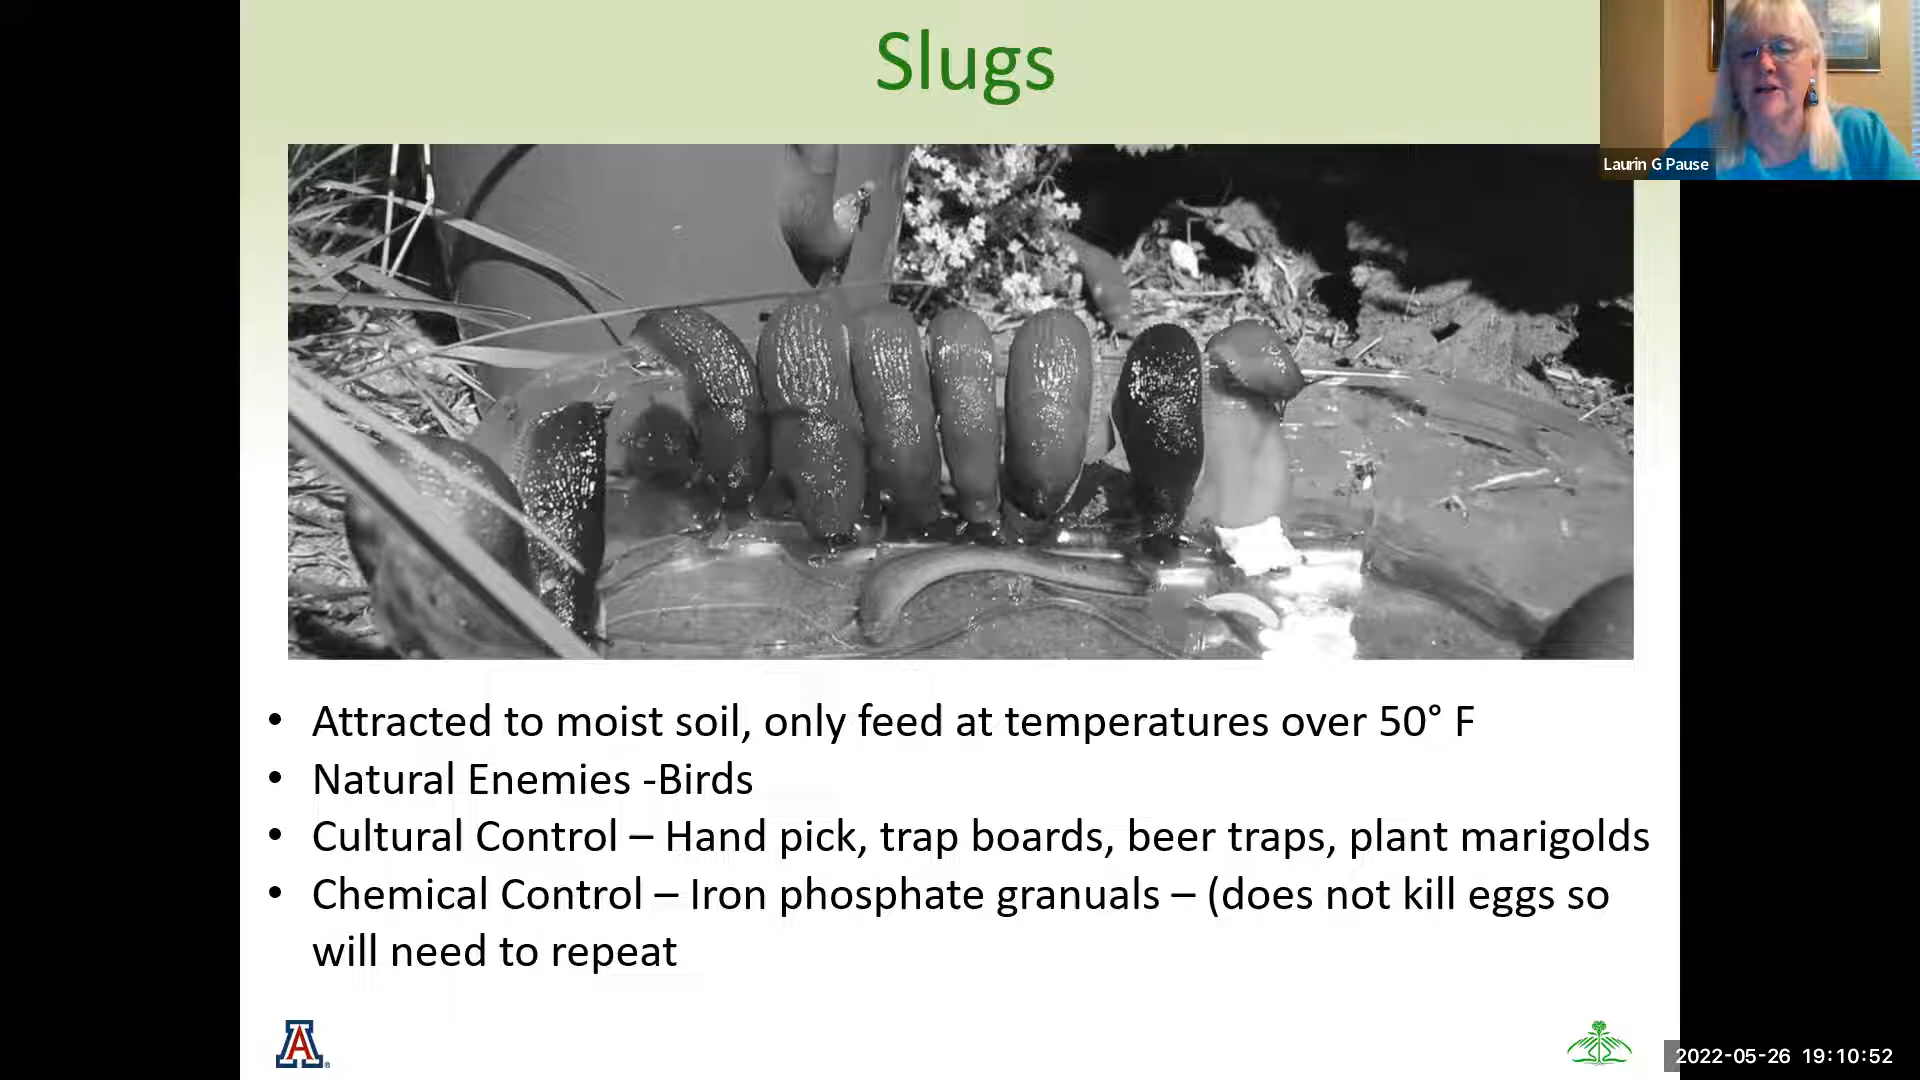 Slugs
Laurin G Pause
• Attracted to moist soil, only feed at temperatures over 50° F
• Natural Enemies -Birds
• Cultural Control – Hand pick, trap boards, beer traps, plant marigolds
• Chemical Control – Iron phosphate granuals – (does not kill eggs so
will need to repeat
A
2022-05-26 19:10:52